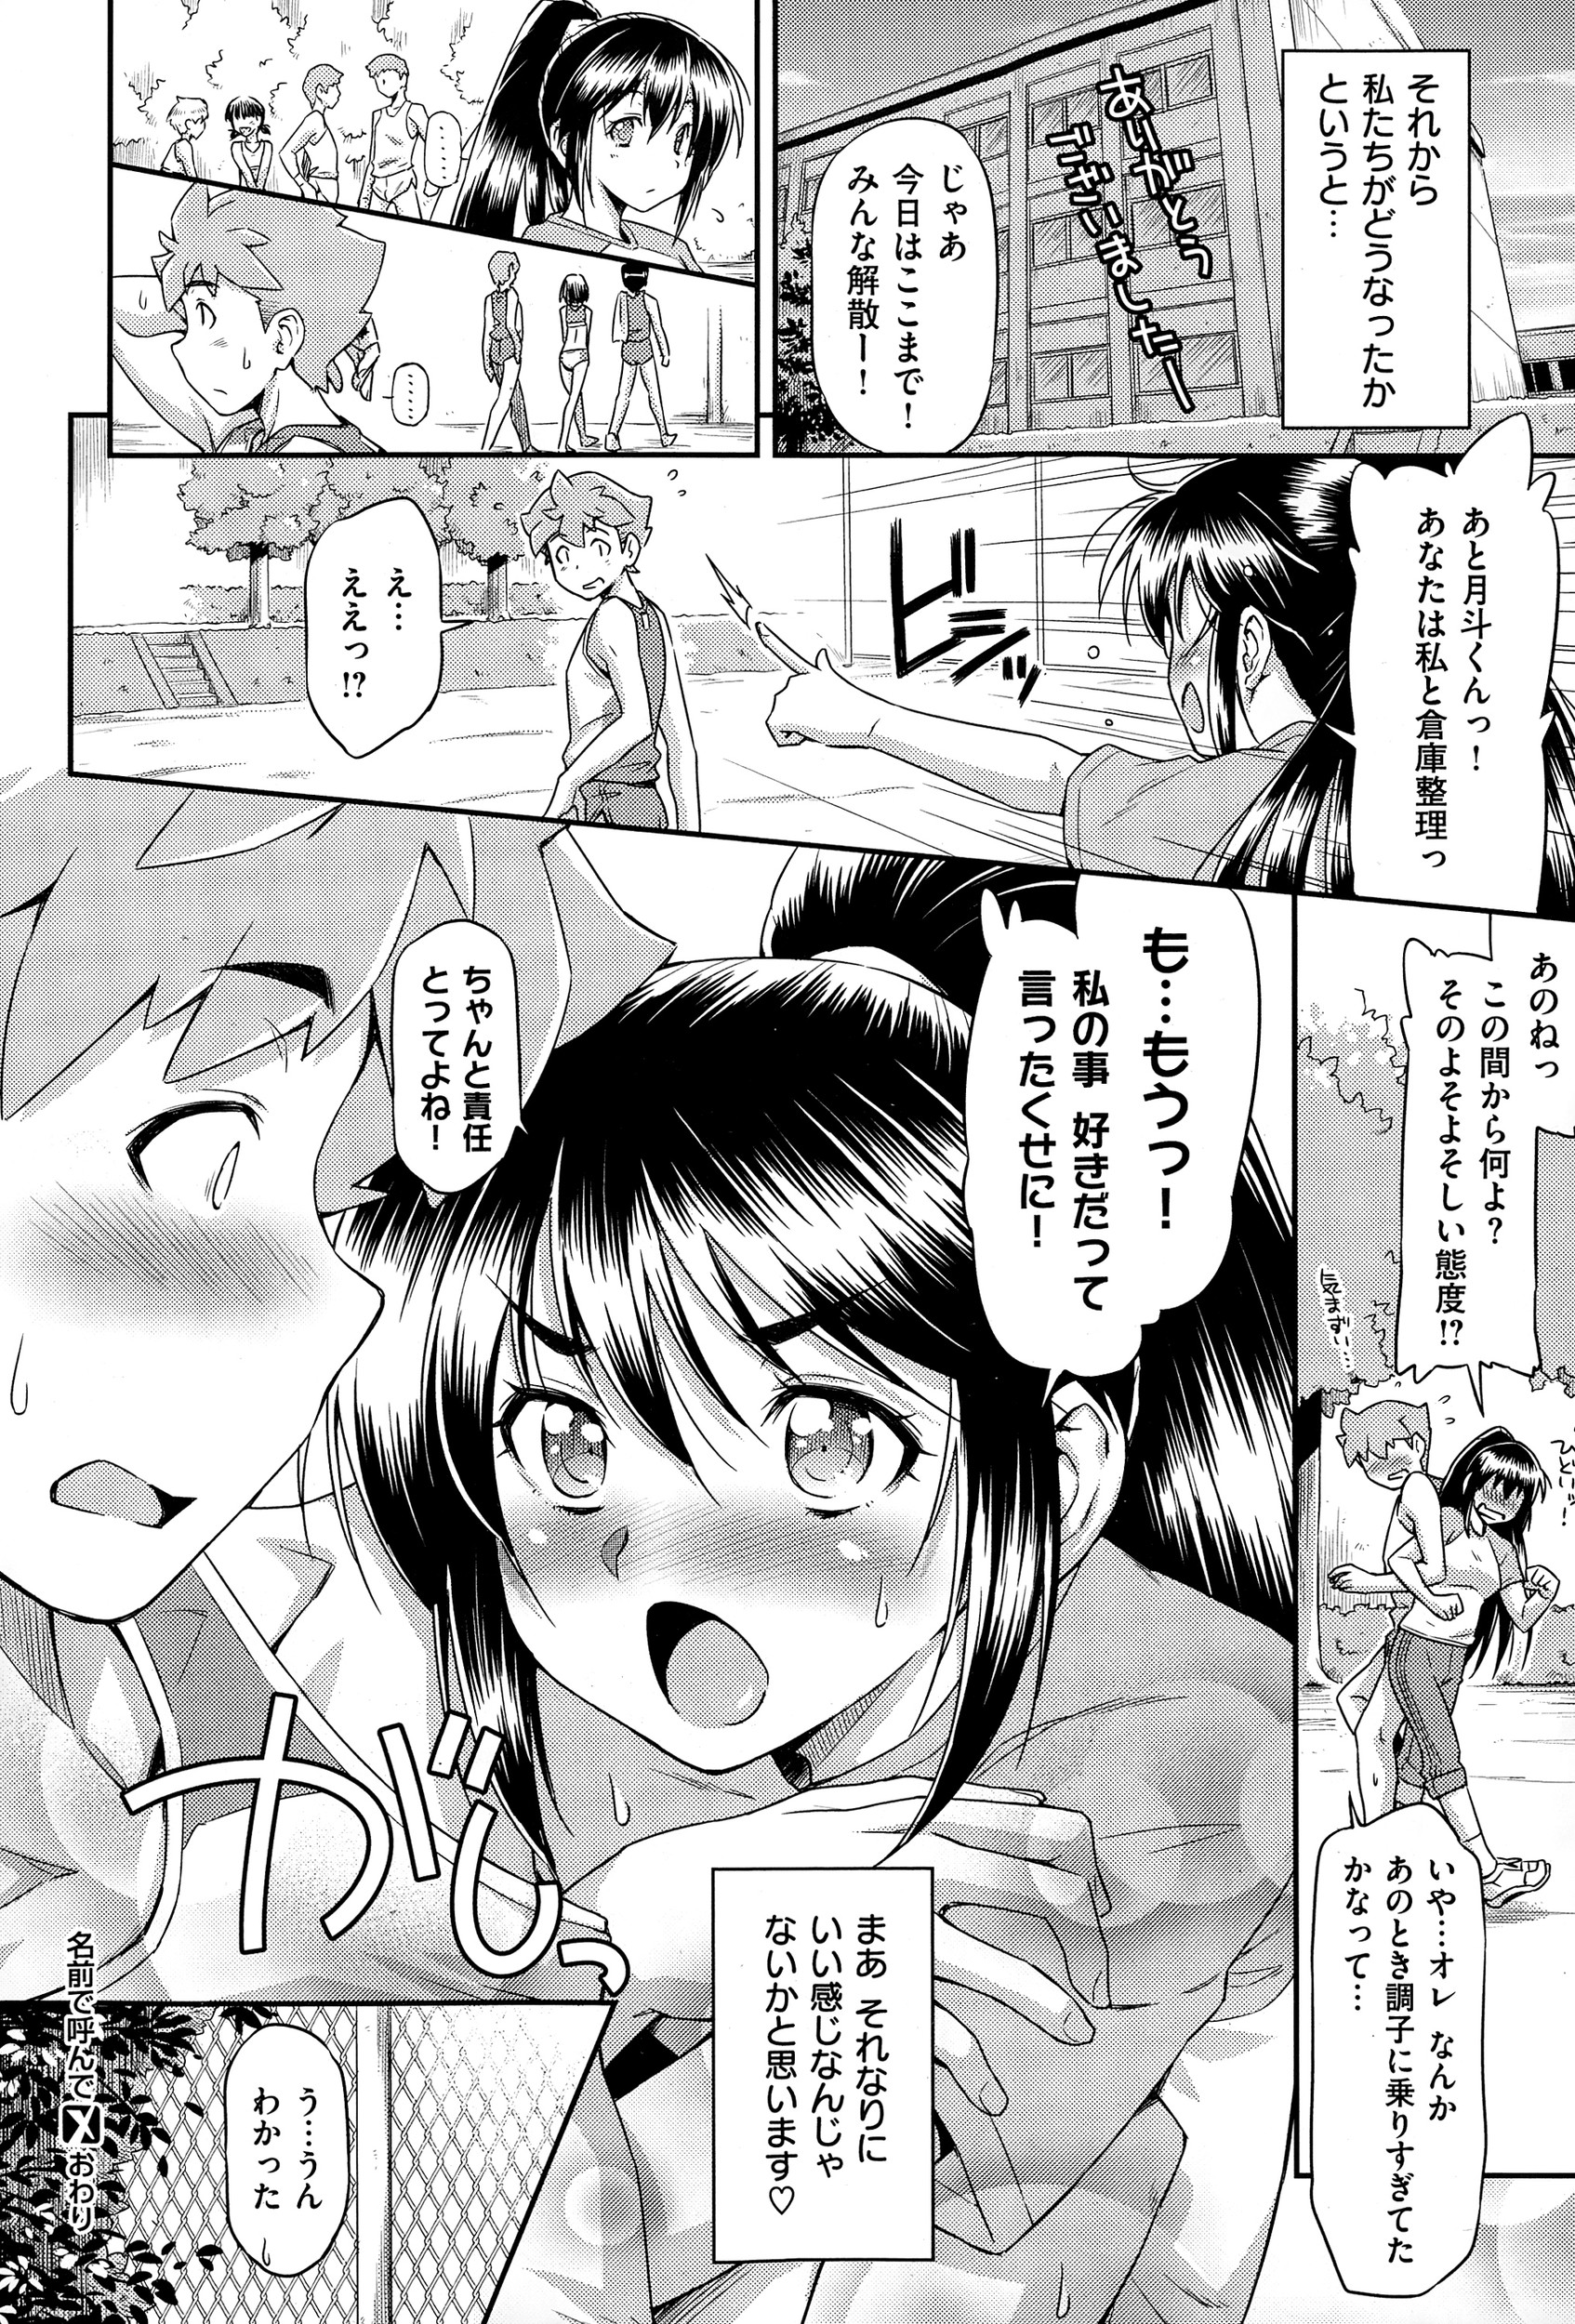 それから
私たちがどうなったか
というと…
ありがとう
ございましたー
じゃあ
今日はここまで！
みんな解散ー！
……
……
あと月斗くんっ！
あなたは私と倉庫整理っ
ビシッ
え…
ええっ!?
あのねっ
この間から何よ？
そのよそよそしい態度!?
気まずい…
いや…オレ なんか
あのとき調子に乗りすぎてた
かなって…
も…もうっ！
私の事 好きだって
言ったくせに！
ちゃんと責任
とってよね！
がしっ
まあ それなりに
いい感じなんじゃ
ないかと思います♡
う…うん
わかった
名前で呼んで X おわり